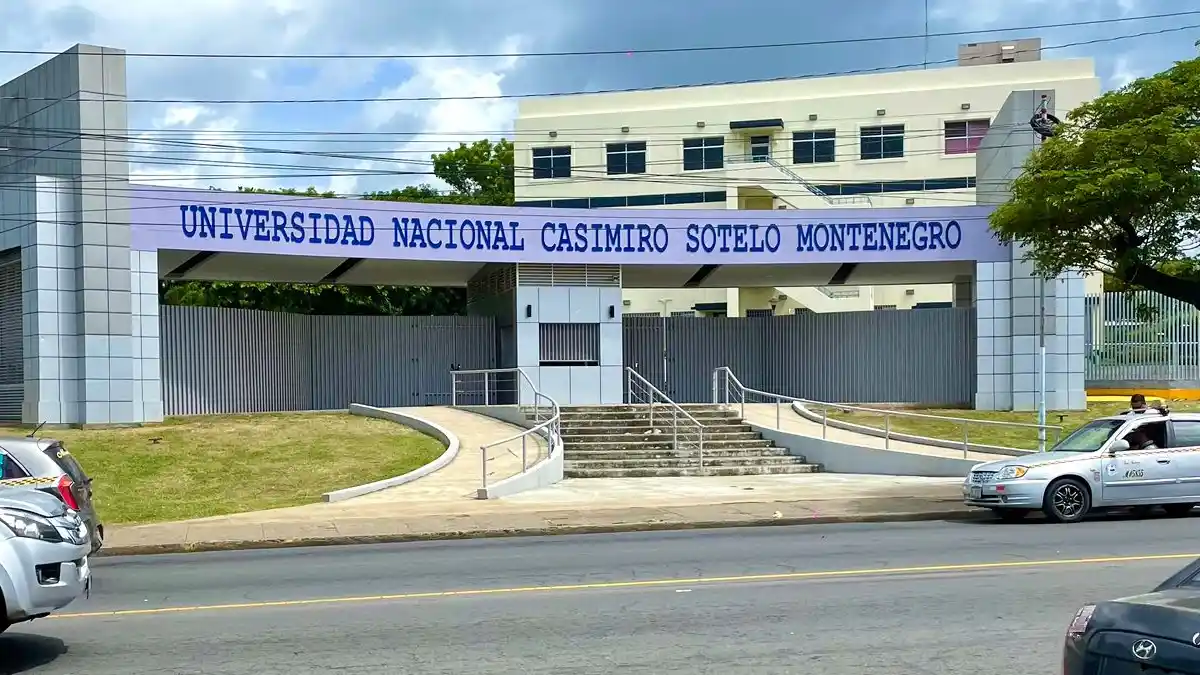 UNIVERSIDAD NACIONAL CASIMIRO SOTELO MONTENEGRO